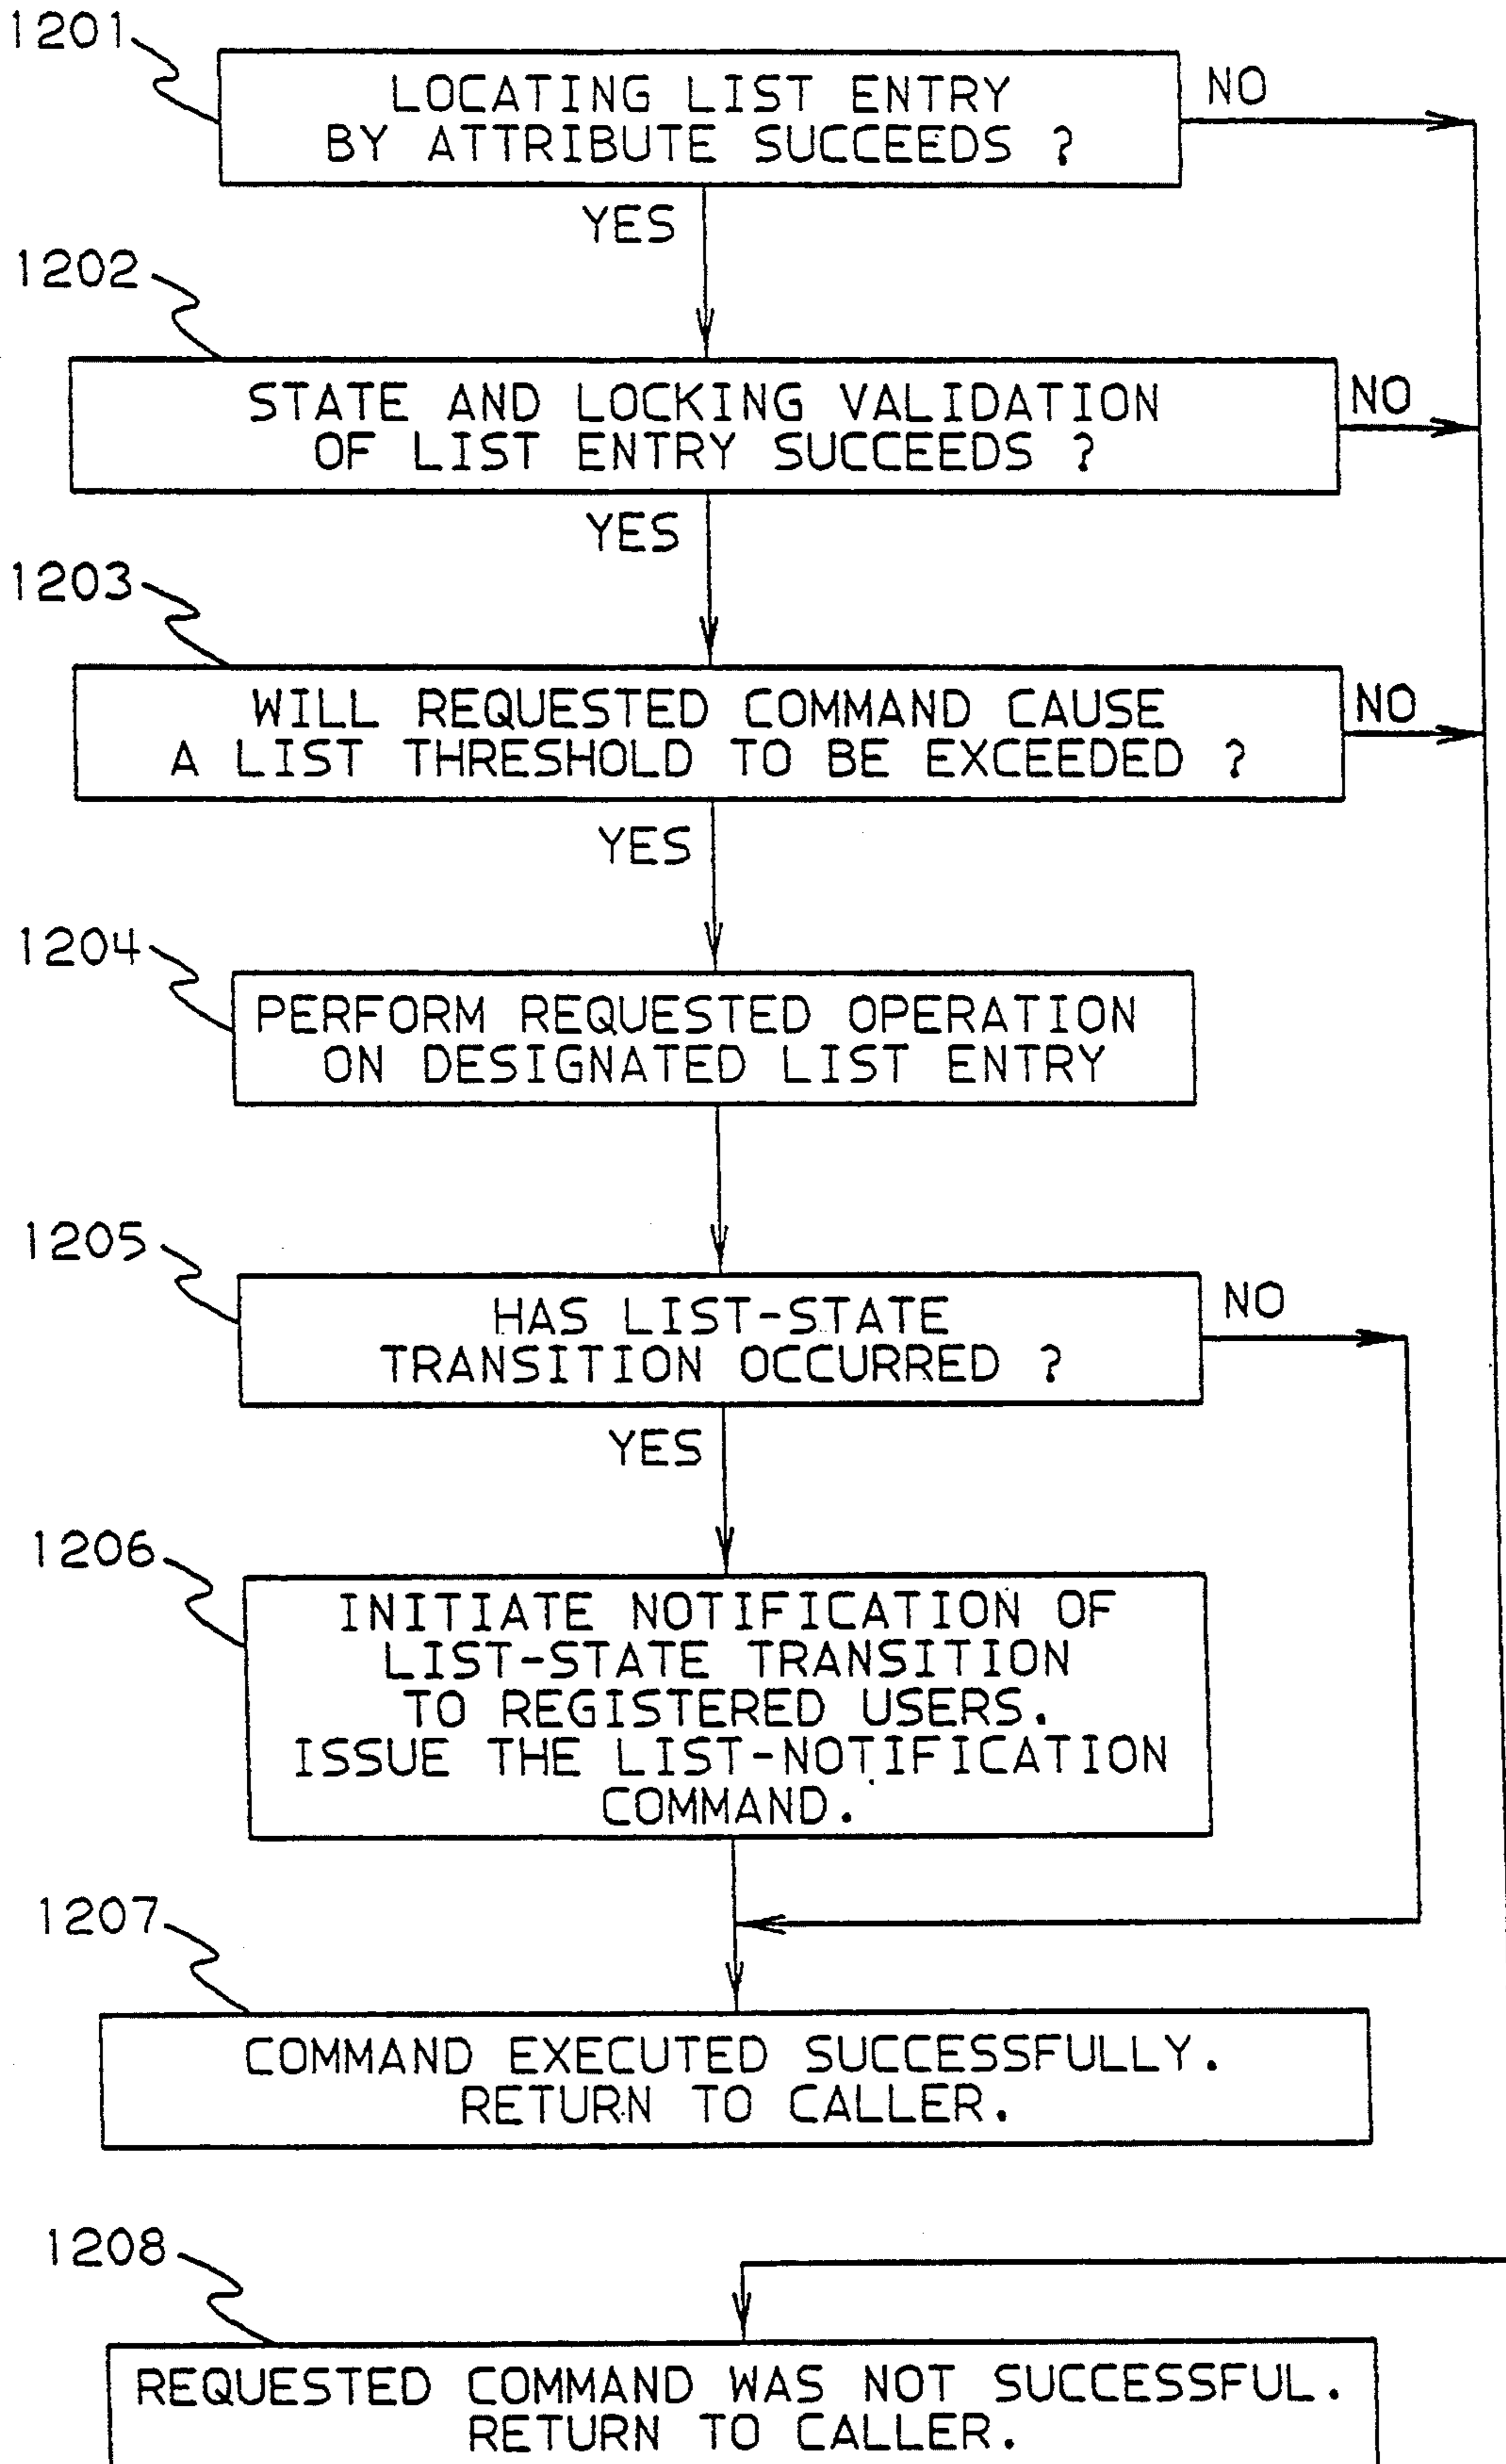 1201
LOCATING LIST ENTRY
BY ATTRIBUTE SUCCEEDS ?
NO
YES
1202
STATE AND LOCKING VALIDATION
OF LIST ENTRY SUCCEEDS ?
NO
YES
1203
WILL REQUESTED COMMAND CAUSE
A LIST THRESHOLD TO BE EXCEEDED ?
NO
YES
1204
PERFORM REQUESTED OPERATION
ON DESIGNATED LIST ENTRY
1205
HAS LIST-STATE
TRANSITION OCCURRED ?
NO
YES
1206
INITIATE NOTIFICATION OF
LIST-STATE TRANSITION
TO REGISTERED USERS.
ISSUE THE LIST-NOTIFICATION
COMMAND.
1207
COMMAND EXECUTED SUCCESSFULLY.
RETURN TO CALLER.
1208
REQUESTED COMMAND WAS NOT SUCCESSFUL.
RETURN TO CALLER.